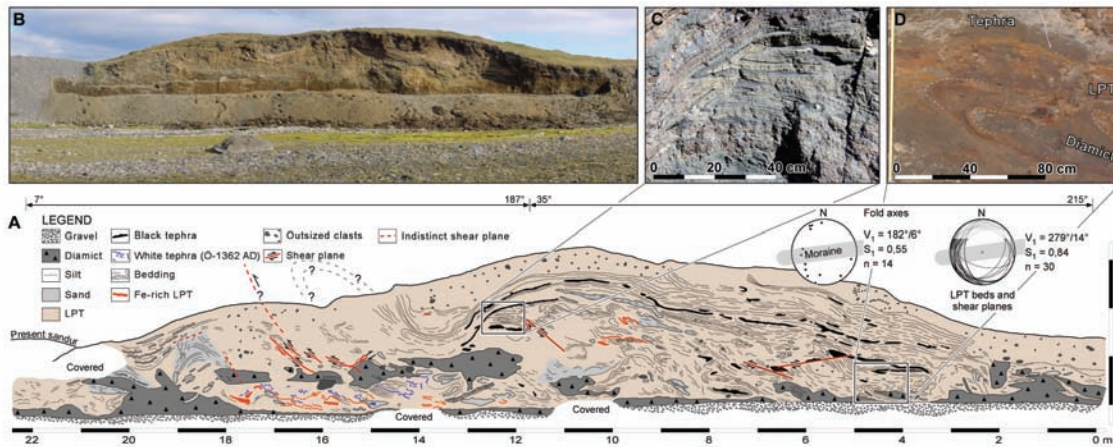 B
C
D
Tephra
LPT
0 20 40 cm
0 40 80 cm
7° 187° 35° 215°
A
LEGEND
Gravel
Diamict
Silt
Sand
LPT
Black tephra
White tephra (Ö-1362 AD)
Bedding
Fe-rich LPT
Outsized clasts
Shear plane
Indistinct shear plane
?
?
?
?
N
Moraine
Fold axes
V₁ = 182°/6°
S₁ = 0,55
n = 14
N
LPT beds and
shear planes
V₁ = 279°/14°
S₁ = 0,84
n = 30
Present sandur
Covered
Covered
Covered
22 20 18 16 14 12 10 8 6 4 2 0 m